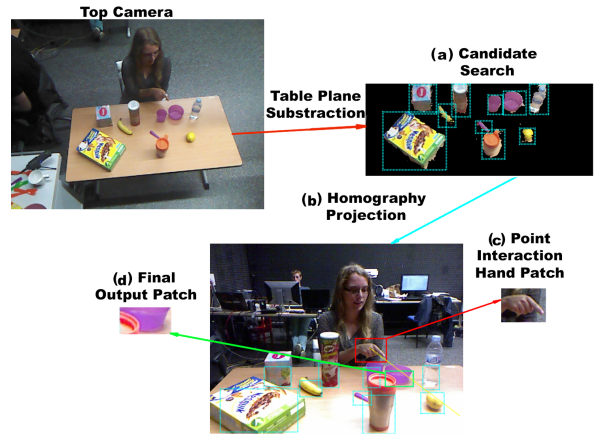 Top Camera
(a) Candidate
Search
Table Plane
Substraction
(b) Homography
Projection
(c) Point
Interaction
Hand Patch
(d) Final
Output Patch